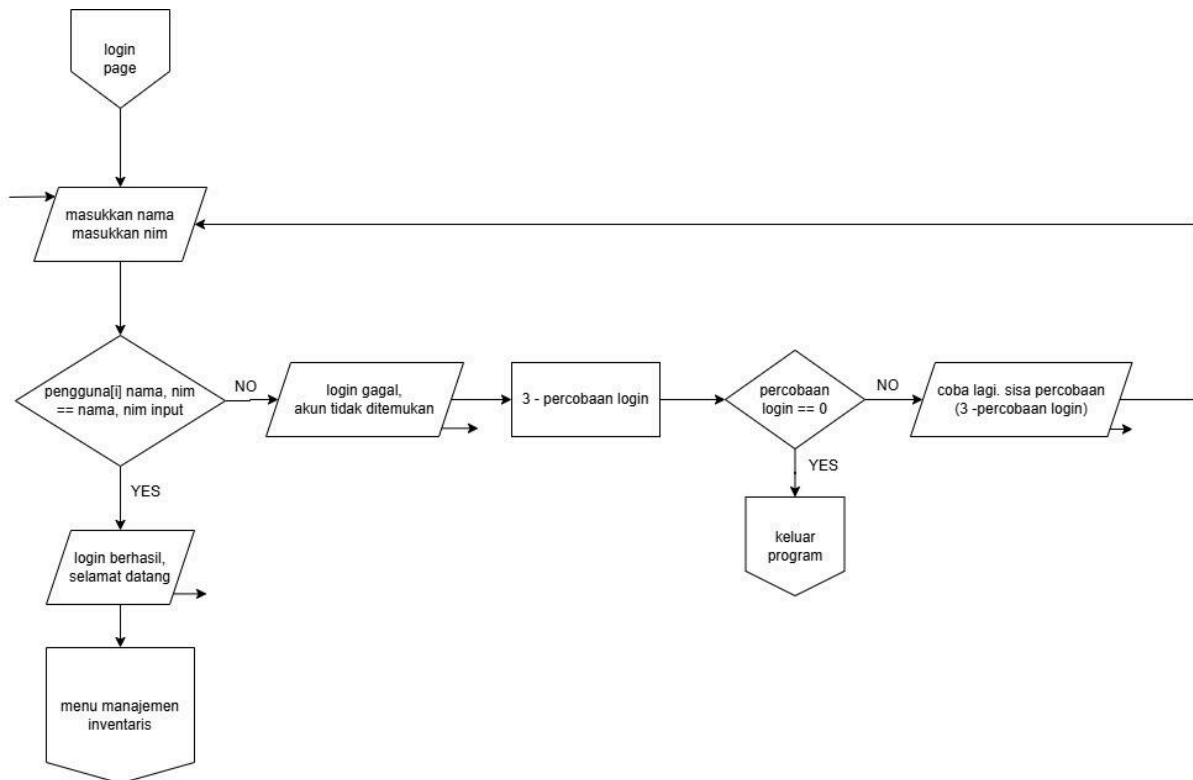 login
page
masukkan nama
masukkan nim
pengguna[i] nama, nim
== nama, nim input
NO
login gagal,
akun tidak ditemukan
3 - percobaan login
percobaan
login == 0
NO
coba lagi. sisa percobaan
(3 -percobaan login)
YES
YES
keluar
program
login berhasil,
selamat datang
menu manajemen
inventaris